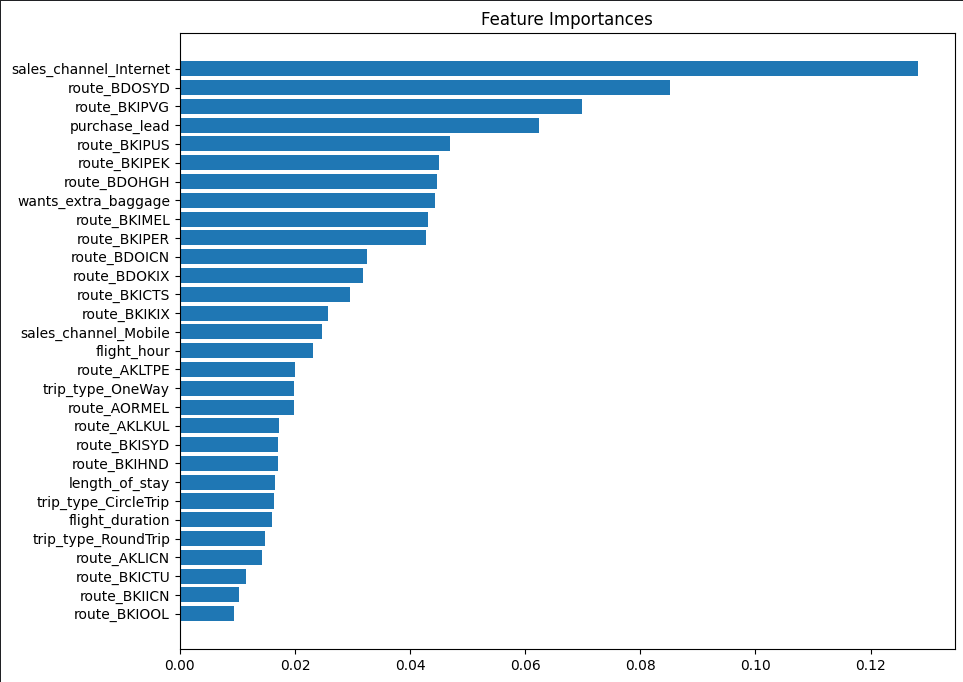 Feature Importances
sales_channel_Internet
route_BDOSYD
route_BKIPVG
purchase_lead
route_BKIPUS
route_BKIPEK
route_BDOHGH
wants_extra_baggage
route_BKIMEL
route_BKIPER
route_BDOICN
route_BDOKIX
route_BKICTS
route_BKIKIX
sales_channel_Mobile
flight_hour
route_AKLTPE
trip_type_OneWay
route_AORMEL
route_AKLKUL
route_BKISYD
route_BKIHND
length_of_stay
trip_type_CircleTrip
flight_duration
trip_type_RoundTrip
route_AKLICN
route_BKICTU
route_BKIICN
route_BKIOOL
0.00 0.02 0.04 0.06 0.08 0.10 0.12